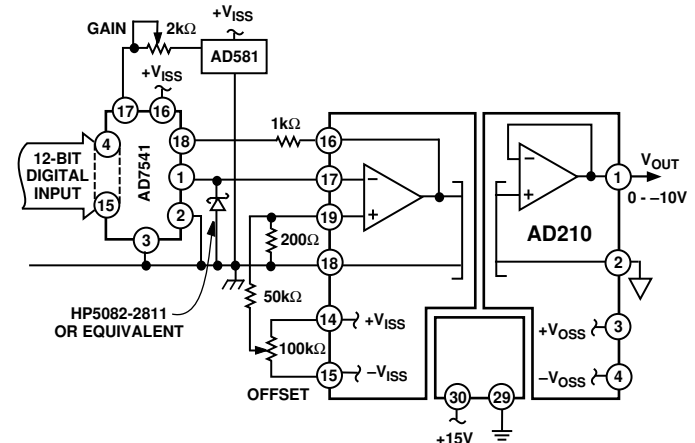 +VISS
GAIN
2kΩ
AD581
+VISS
17
16
4
18
1kΩ
16
12-BIT
DIGITAL
INPUT
AD7541
1
17
−
15
2
19
+
3
200Ω
18
HP5082-2811
OR EQUIVALENT
50kΩ
14
+VISS
100kΩ
15
−VISS
OFFSET
−
+
1
VOUT
0 - –10V
AD210
2
+VOSS
3
−VOSS
4
30
29
+15V